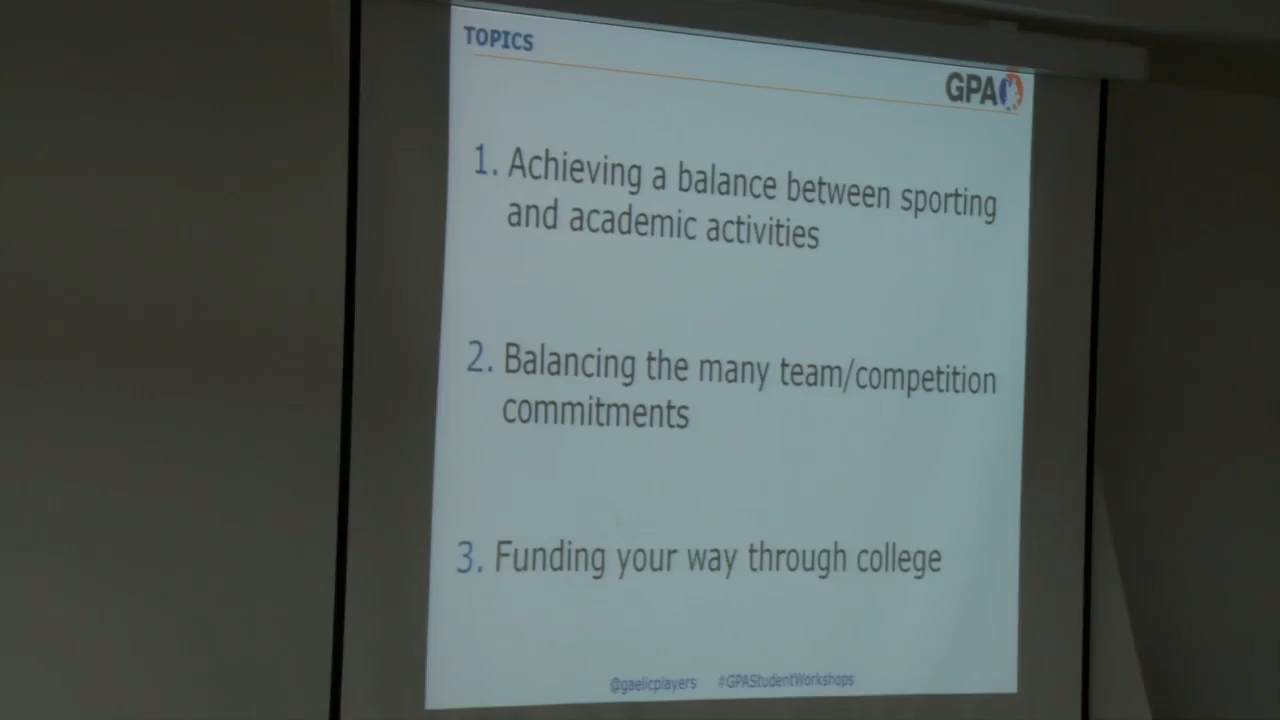 TOPICS
GPA
1. Achieving a balance between sporting
and academic activities
2. Balancing the many team/competition
commitments
3. Funding your way through college
@gaelicplayers #GPAStudentWorkshops